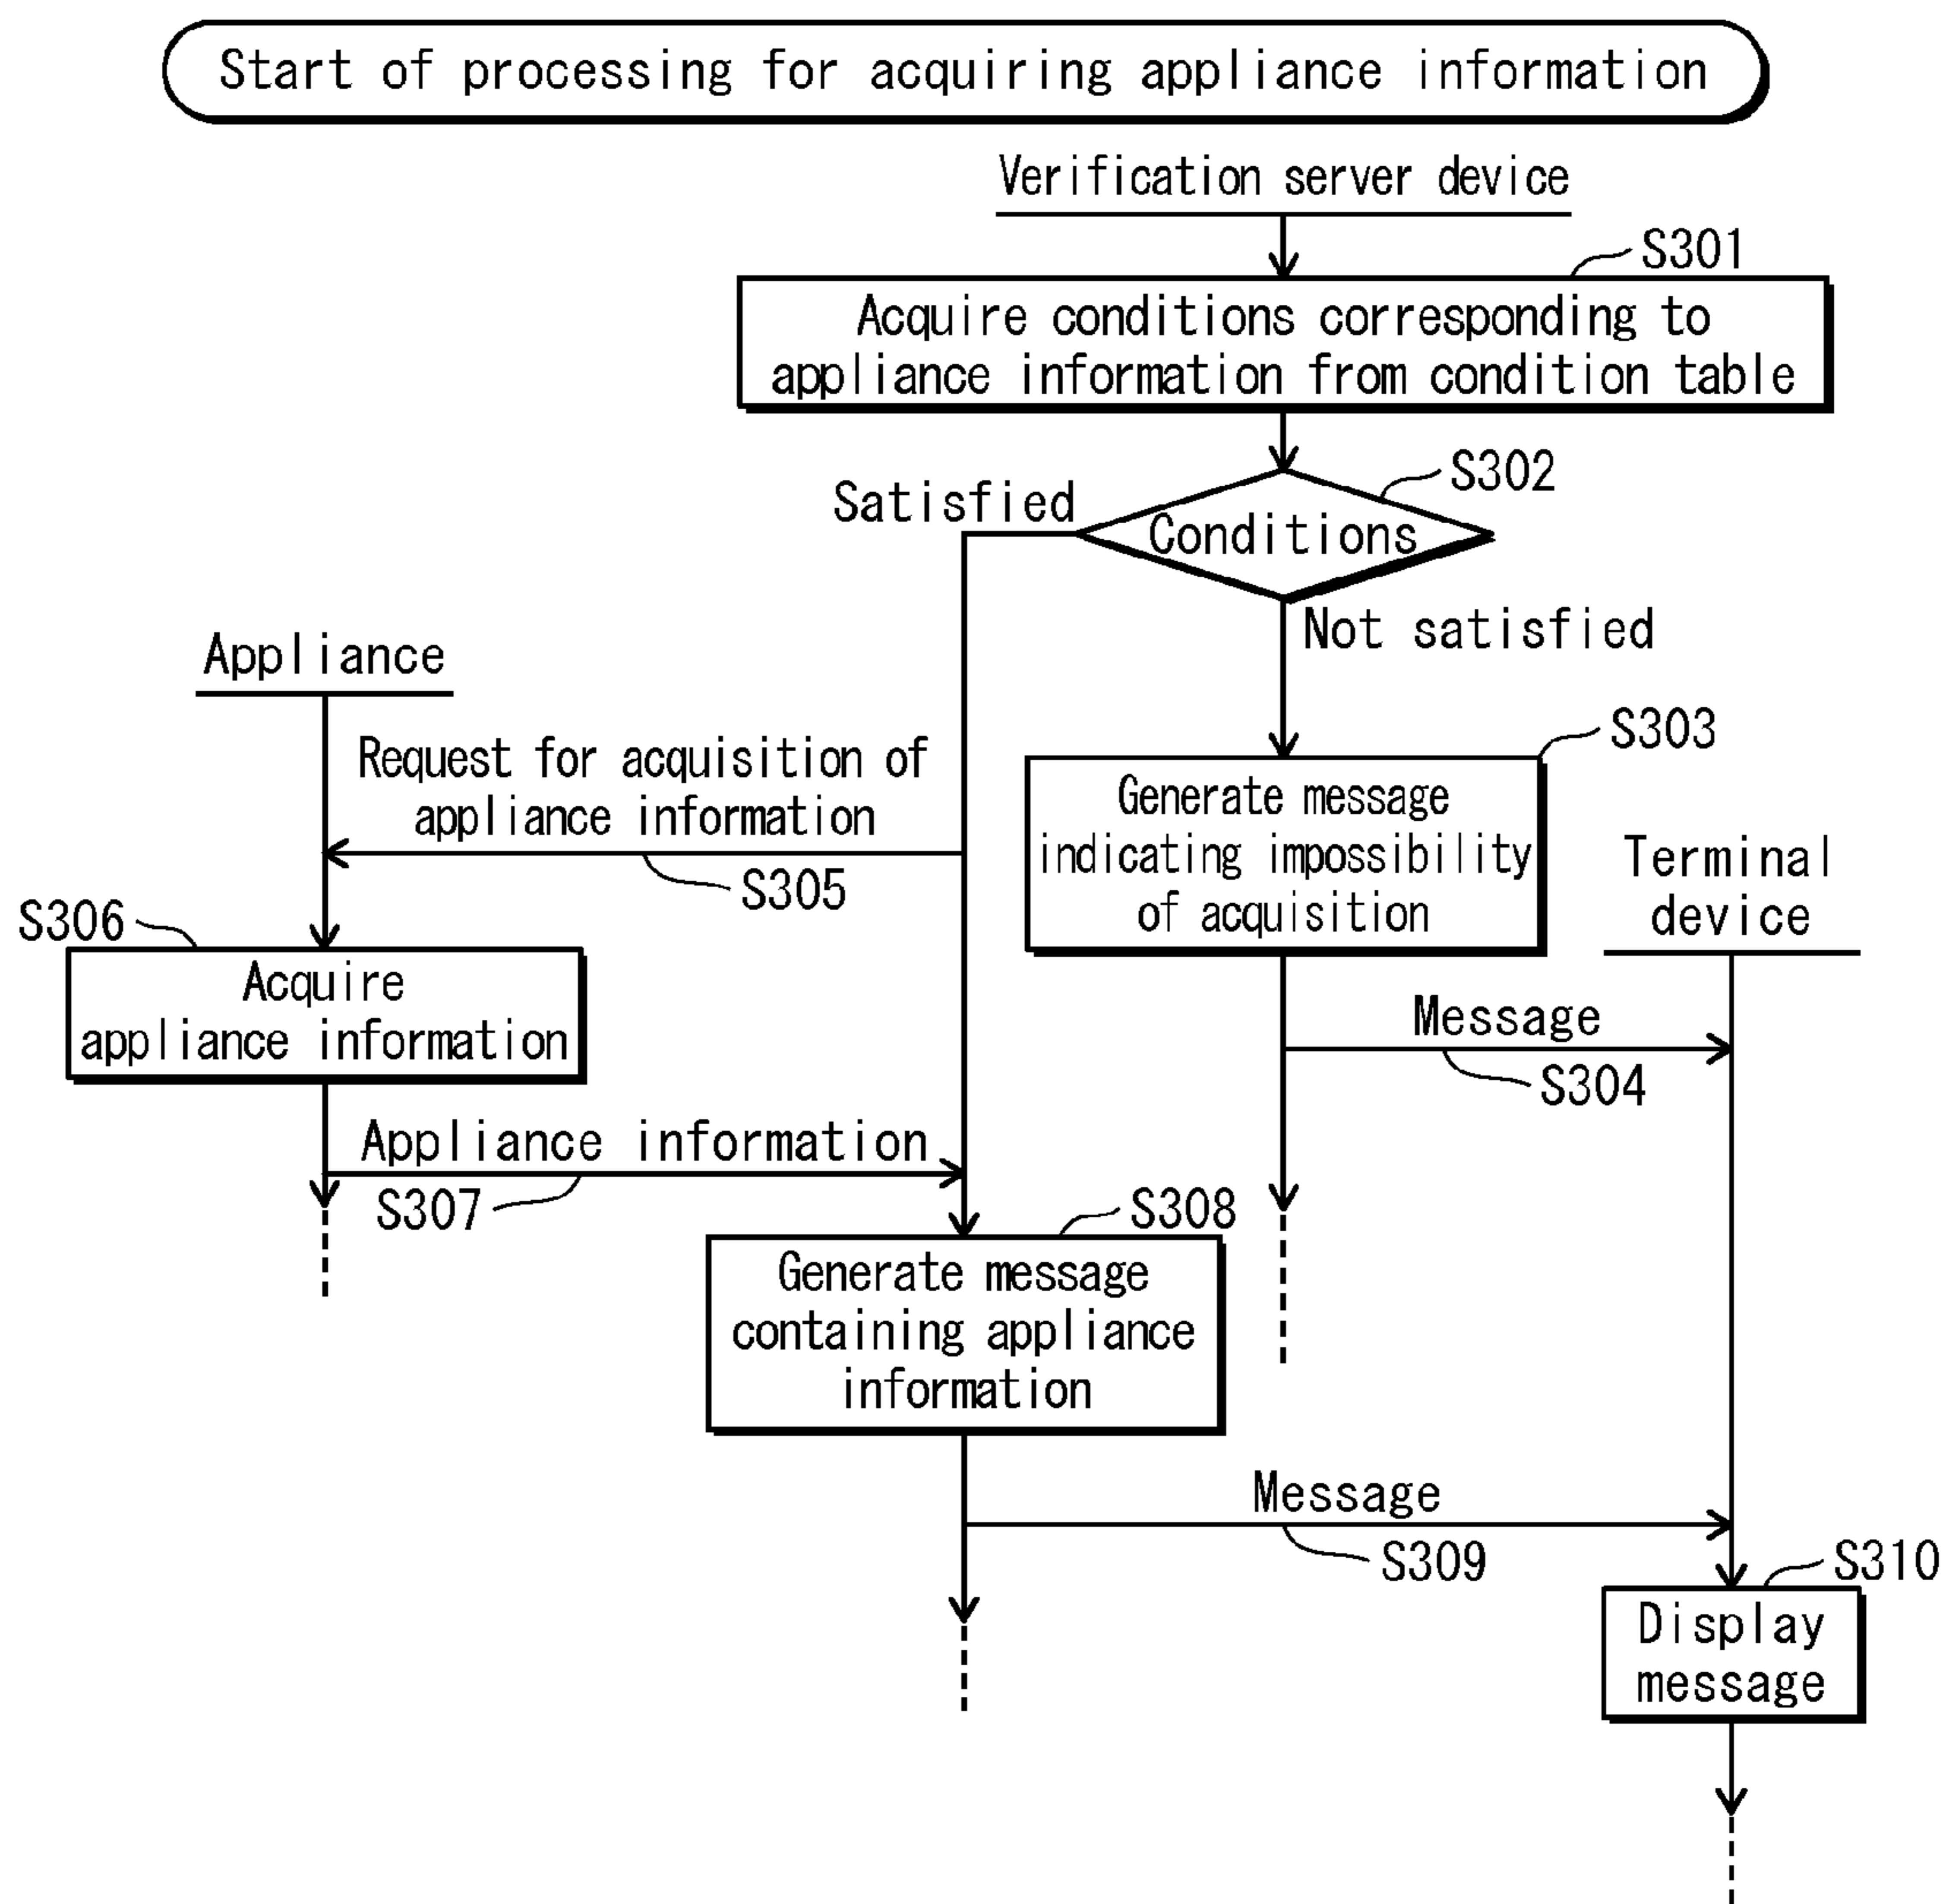 Start of processing for acquiring appliance information
Verification server device
S301
Acquire conditions corresponding to
appliance information from condition table
S302
Satisfied
Conditions
Not satisfied
Appliance
S303
Request for acquisition of
appliance information
Generate message
indicating impossibility
of acquisition
Terminal
device
S305
S306
Acquire
appliance information
Message
S304
Appliance information
S307
S308
Generate message
containing appliance
information
Message
S309
S310
Display
message